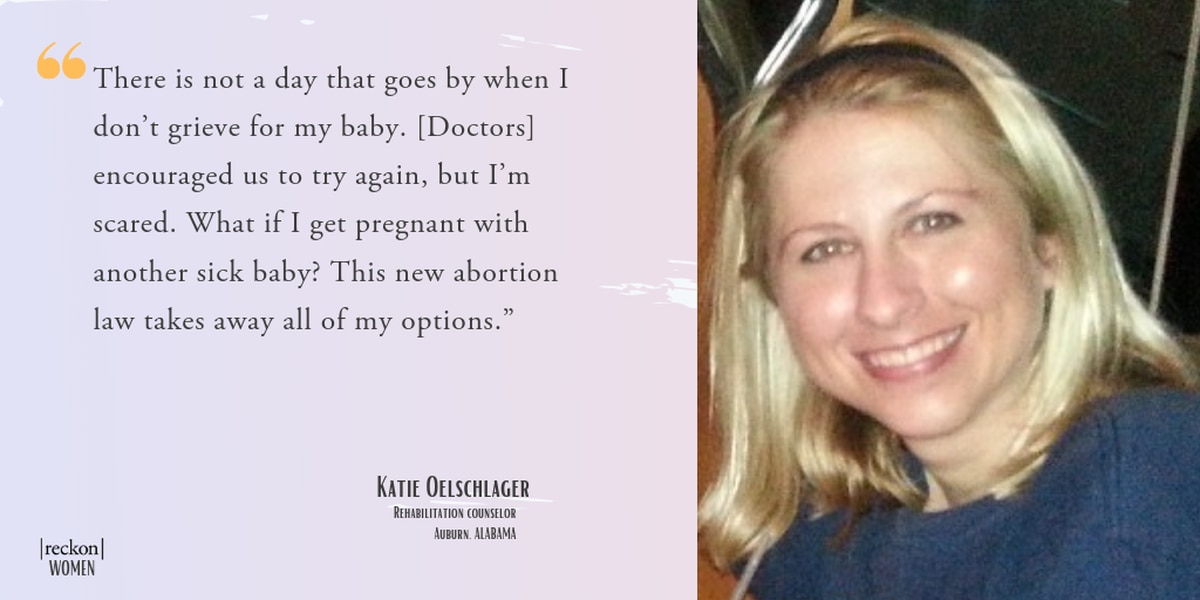 “
There is not a day that goes by when I
don’t grieve for my baby. [Doctors]
encouraged us to try again, but I’m
scared. What if I get pregnant with
another sick baby? This new abortion
law takes away all of my options.”
Katie Oelschlager
Rehabilitation counselor
Auburn. ALABAMA
|reckon|
WOMEN